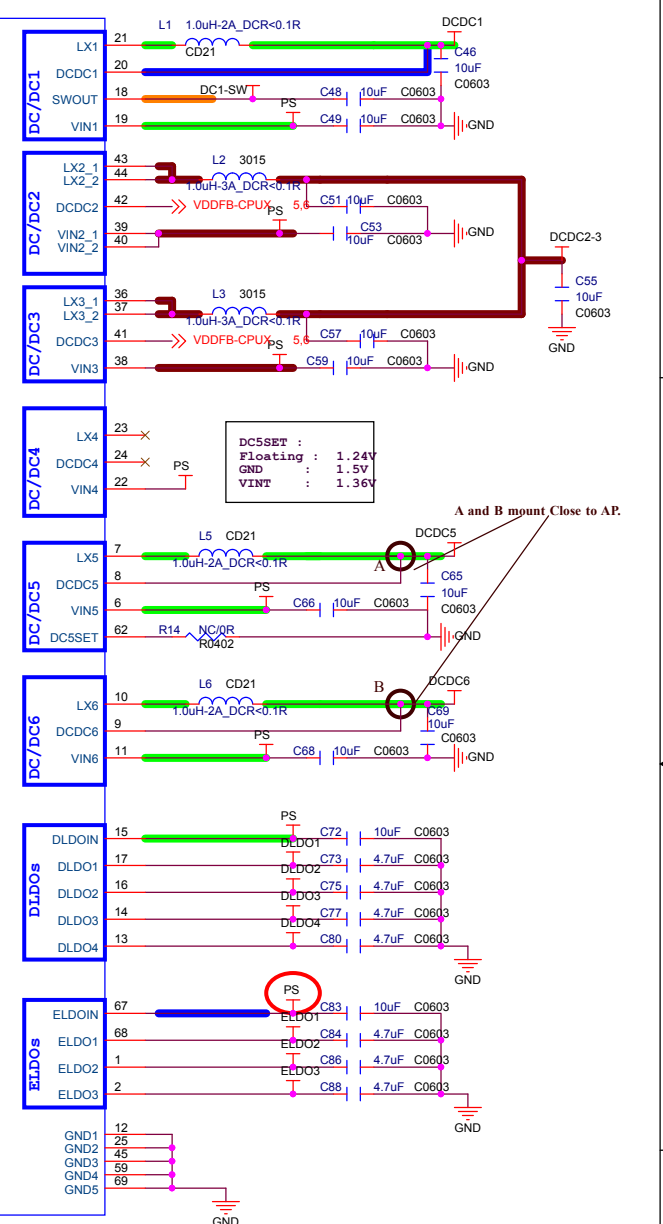 L1 1.0uH-2A_DCR<0.1R DCDC1
DC/DC1
LX1 21
CD21
C46
10uF
C0603
DCDC1 20
SWOUT 18 DC1-SW C48 10uF C0603
PS
VIN1 19 C49 10uF C0603
GND
DC/DC2
LX2_1 43
LX2_2 44
L2 3015
1.0uH-3A_DCR<0.1R
DCDC2 42 VDDFB-CPUX 5,6 C51 10uF C0603
PS
VIN2_1 39
VIN2_2 40
C53
10uF C0603
GND
DCDC2-3
C55
10uF
C0603
GND
DC/DC3
LX3_1 36
LX3_2 37
L3 3015
1.0uH-3A_DCR<0.1R
DCDC3 41 VDDFB-CPUX 5,6 C57 10uF C0603
PS
VIN3 38 C59 10uF C0603
GND
DC/DC4
LX4 23
DCDC4 24
VIN4 22 PS
DC5SET :
Floating : 1.24V
GND : 1.5V
VINT : 1.36V
A and B mount Close to AP.
DC/DC5
LX5 7
L5 CD21
1.0uH-2A_DCR<0.1R
A
DCDC5
DCDC5 8
C65
10uF
C0603
PS
VIN5 6 C66 10uF C0603
DC5SET 62 R14 NC/0R
R0402
GND
DC/DC6
LX6 10
L6 CD21
1.0uH-2A_DCR<0.1R
B
DCDC6
DCDC6 9
C69
10uF
C0603
PS
VIN6 11 C68 10uF C0603
GND
DLDOs
PS
DLDOIN 15 C72 10uF C0603
DLDO1
DLDO1 17 C73 4.7uF C0603
DLDO2
DLDO2 16 C75 4.7uF C0603
DLDO3
DLDO3 14 C77 4.7uF C0603
DLDO4
DLDO4 13 C80 4.7uF C0603
GND
ELDOs
PS
ELDOIN 67 C83 10uF C0603
ELDO1
ELDO1 68 C84 4.7uF C0603
ELDO2
ELDO2 1 C86 4.7uF C0603
ELDO3
ELDO3 2 C88 4.7uF C0603
GND
GND1 12
GND2 25
GND3 45
GND4 59
GND5 69
GND